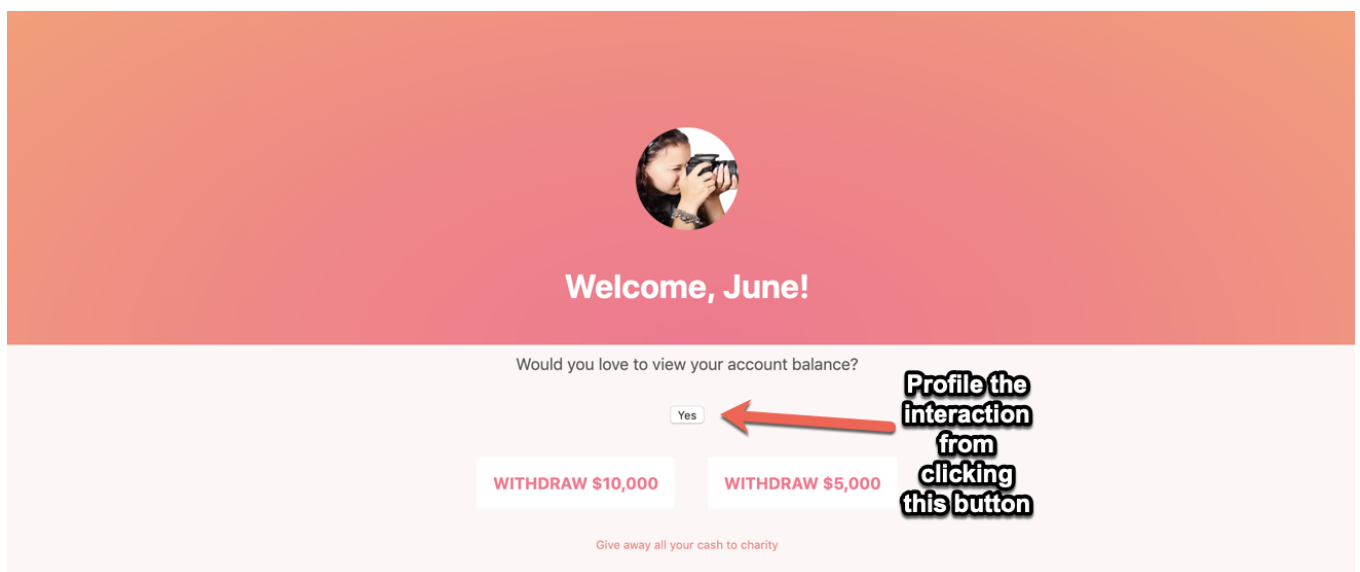 Welcome, June!
Would you love to view your account balance?
Yes
Profile the
interaction
from
clicking
this button
WITHDRAW $10,000
WITHDRAW $5,000
Give away all your cash to charity